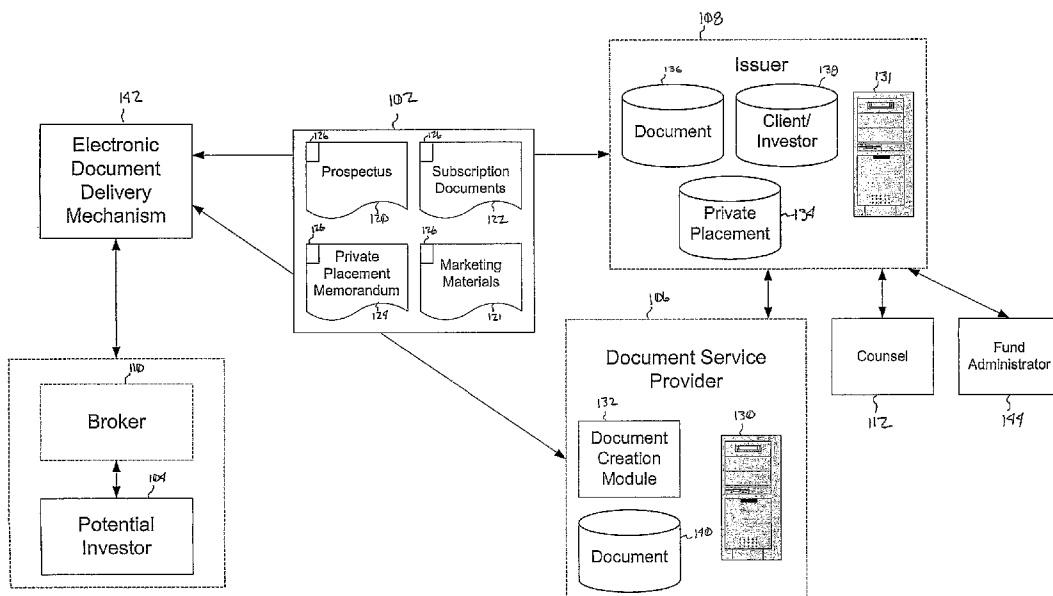 108
Issuer
136
138
131
Document
Client/
Investor
Private
Placement
134
142
Electronic
Document
Delivery
Mechanism
102
126
Prospectus
120
126
Subscription
Documents
122
126
Private
Placement
Memorandum
124
126
Marketing
Materials
121
110
Broker
104
Potential
Investor
106
Document Service
Provider
132
Document
Creation
Module
130
Document
140
Counsel
112
Fund
Administrator
144